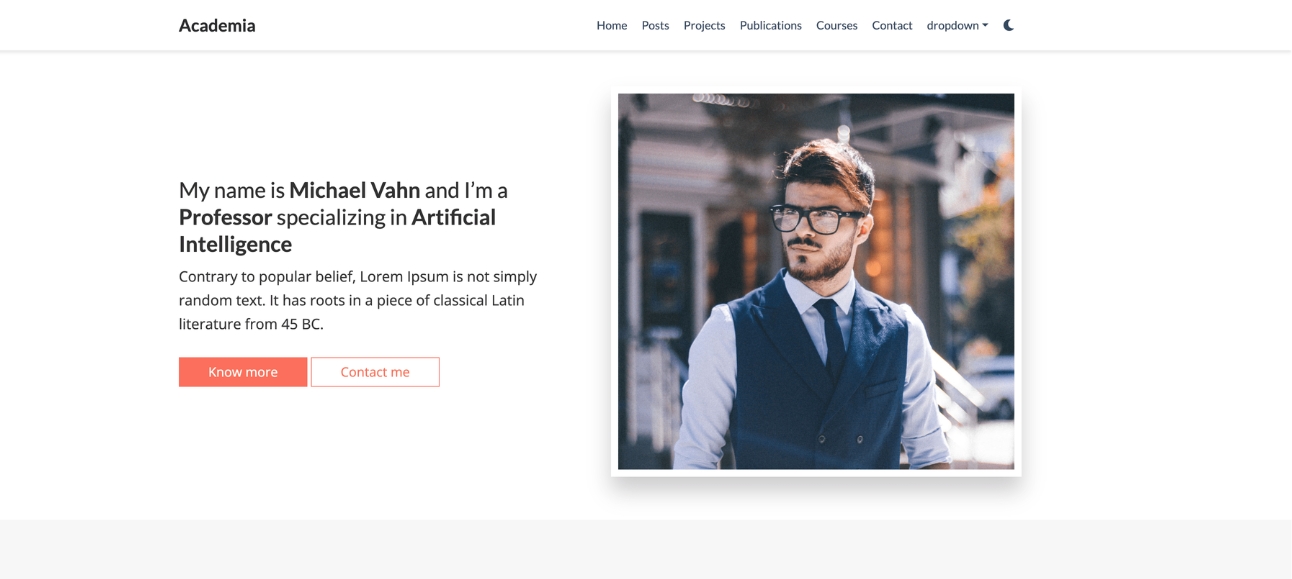 Academia
Home Posts Projects Publications Courses Contact dropdown
My name is Michael Vahn and I’m a
Professor specializing in Artificial
Intelligence
Contrary to popular belief, Lorem Ipsum is not simply
random text. It has roots in a piece of classical Latin
literature from 45 BC.
Know more Contact me